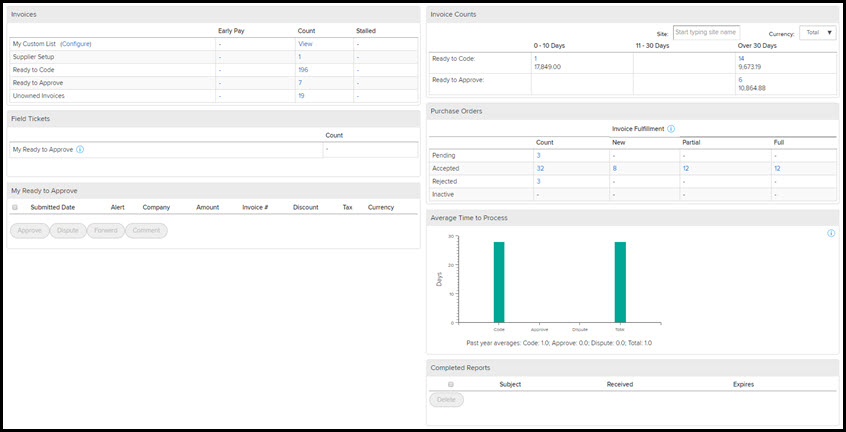 Invoices
Early Pay Count Stalled
My Custom List (Configure) - View -
Supplier Setup - 1 -
Ready to Code - 196 -
Ready to Approve - 7 -
Unowned Invoices - 19 -
Field Tickets
Count
My Ready to Approve i -
My Ready to Approve
Submitted Date Alert Company Amount Invoice # Discount Tax Currency
Approve Dispute Forward Comment
Invoice Counts
Site: Start typing site name Currency: Total ▼
0 - 10 Days 11 - 30 Days Over 30 Days
Ready to Code: 1 14
17,849.00 9,673.19
Ready to Approve: 6
10,864.88
Purchase Orders
Invoice Fulfillment i
Count New Partial Full
Pending 3 - - -
Accepted 32 8 12 12
Rejected 3 - - -
Inactive - - - -
Average Time to Process
i
30
20
10
0
Days
Code Approve Dispute Total
Past year averages: Code: 1.0; Approve: 0.0; Dispute: 0.0; Total: 1.0
Completed Reports
Subject Received Expires
Delete